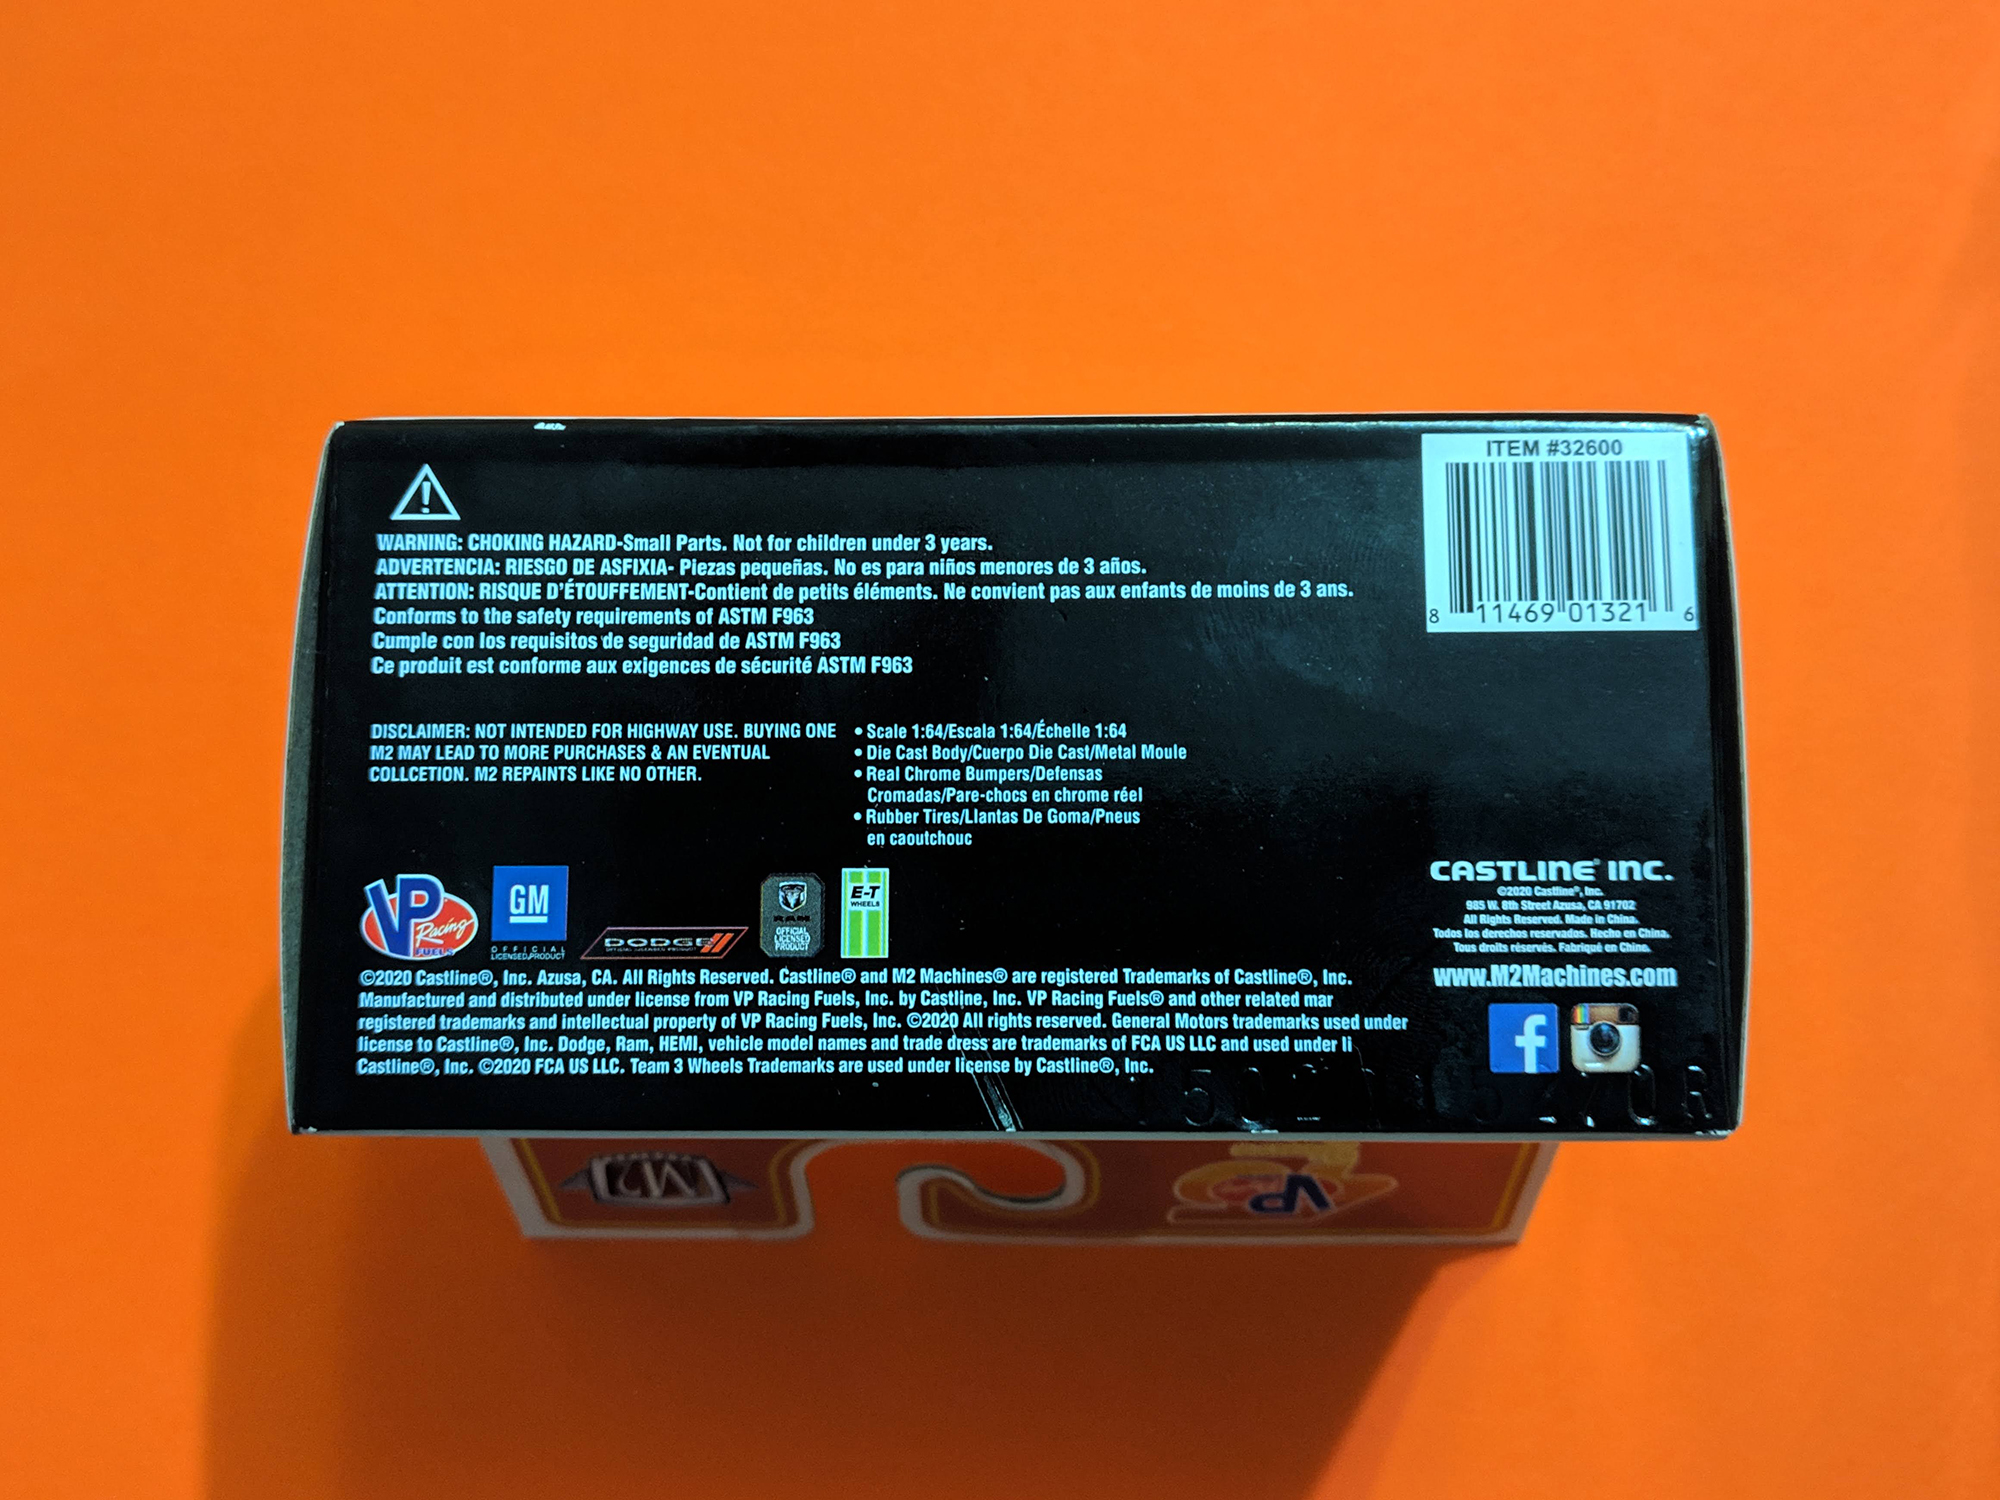 ITEM #32600
8 11469 01321 6
WARNING: CHOKING HAZARD-Small Parts. Not for children under 3 years.
ADVERTENCIA: RIESGO DE ASFIXIA- Piezas pequeñas. No es para niños menores de 3 años.
ATTENTION: RISQUE D'ÉTOUFFEMENT-Contient de petits éléments. Ne convient pas aux enfants de moins de 3 ans.
Conforms to the safety requirements of ASTM F963
Cumple con los requisitos de seguridad de ASTM F963
Ce produit est conforme aux exigences de sécurité ASTM F963
DISCLAIMER: NOT INTENDED FOR HIGHWAY USE. BUYING ONE
M2 MAY LEAD TO MORE PURCHASES & AN EVENTUAL
COLLCETION. M2 REPAINTS LIKE NO OTHER.
• Scale 1:64/Escala 1:64/Échelle 1:64
• Die Cast Body/Cuerpo Die Cast/Metal Moule
• Real Chrome Bumpers/Defensas
Cromadas/Pare-chocs en chrome réel
• Rubber Tires/Llantas De Goma/Pneus
en caoutchouc
VP Racing FUELS
GM
OFFICIAL
LICENSED PRODUCT
DODGE
RAM
OFFICIAL
LICENSED
PRODUCT
E-T
WHEELS
©2020 Castline®, Inc. Azusa, CA. All Rights Reserved. Castline® and M2 Machines® are registered Trademarks of Castline®, Inc.
Manufactured and distributed under license from VP Racing Fuels, Inc. by Castline, Inc. VP Racing Fuels® and other related mar
registered trademarks and intellectual property of VP Racing Fuels, Inc. ©2020 All rights reserved. General Motors trademarks used under
license to Castline®, Inc. Dodge, Ram, HEMI, vehicle model names and trade dress are trademarks of FCA US LLC and used under li
Castline®, Inc. ©2020 FCA US LLC. Team 3 Wheels Trademarks are used under license by Castline®, Inc.
CASTLINE® INC.
©2020 Castline®, Inc.
985 W. 8th Street Azusa, CA 91702
All Rights Reserved. Made in China.
Todos los derechos reservados. Hecho en China.
Tous droits réservés. Fabriqué en Chine.
www.M2Machines.com
f
M2
VP